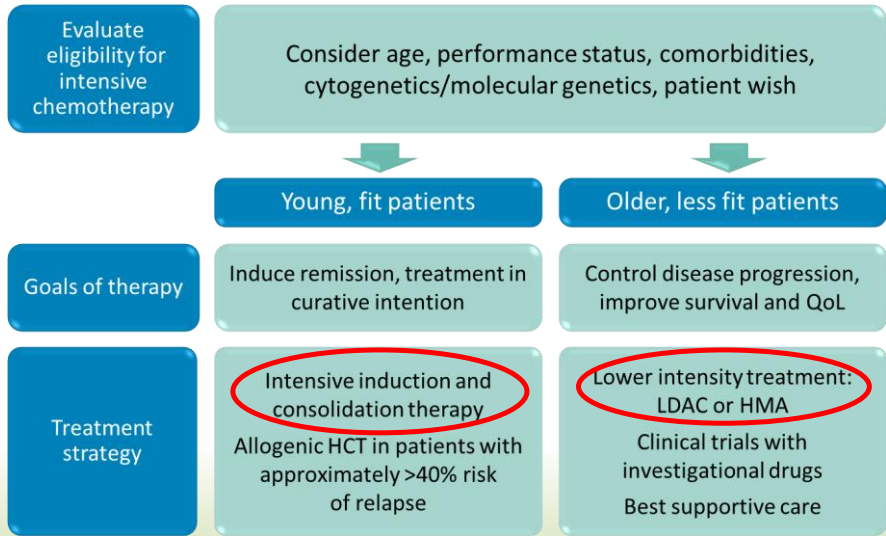 Evaluate
eligibility for
intensive
chemotherapy
Consider age, performance status, comorbidities,
cytogenetics/molecular genetics, patient wish
Young, fit patients
Older, less fit patients
Goals of therapy
Induce remission, treatment in
curative intention
Control disease progression,
improve survival and QoL
Treatment
strategy
Intensive induction and
consolidation therapy
Allogenic HCT in patients with
approximately >40% risk
of relapse
Lower intensity treatment:
LDAC or HMA
Clinical trials with
investigational drugs
Best supportive care